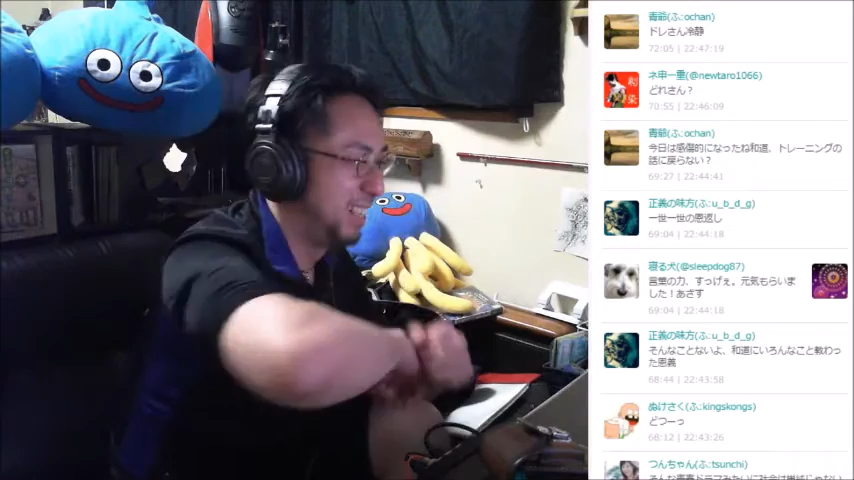 青爺(ふ:ochan)
ドレさん冷静
72:05 | 22:47:19
ネ申一重(@newtaro1066)
どれさん？
70:55 | 22:46:09
青爺(ふ:ochan)
今日は感傷的になったね和道、トレーニングの
話に戻らない？
69:27 | 22:44:41
正義の味方(ふ:u_b_d_g)
一世一世の恩返し
69:04 | 22:44:18
寝る犬(@sleepdog87)
言葉の力、すっげぇ。元気もらいま
した！あざす
69:04 | 22:44:18
正義の味方(ふ:u_b_d_g)
そんなことないよ、和道にいろんなこと教わっ
た恩義
68:44 | 22:43:58
ぬけさく(ふ:kingskongs)
どつーっ
68:12 | 22:43:26
つんちゃん(ふ:tsunchi)